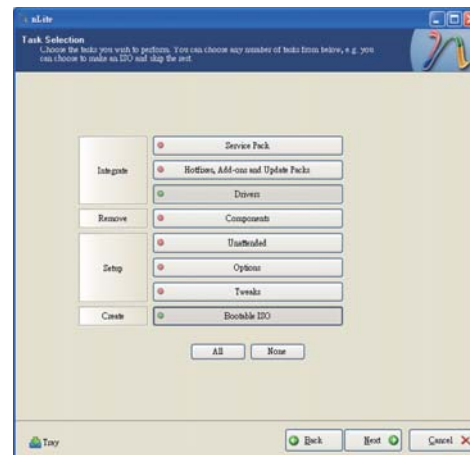 nLite
Task Selection
Choose the tasks you wish to perform. You can choose any number of tasks from below, e.g. you
can choose to make an ISO and skip the rest.
Integrate
Service Pack
Hotfixes, Add-ons and Update Packs
Drivers
Remove
Components
Setup
Unattended
Options
Tweaks
Create
Bootable ISO
All
None
Tray
Back
Next
Cancel